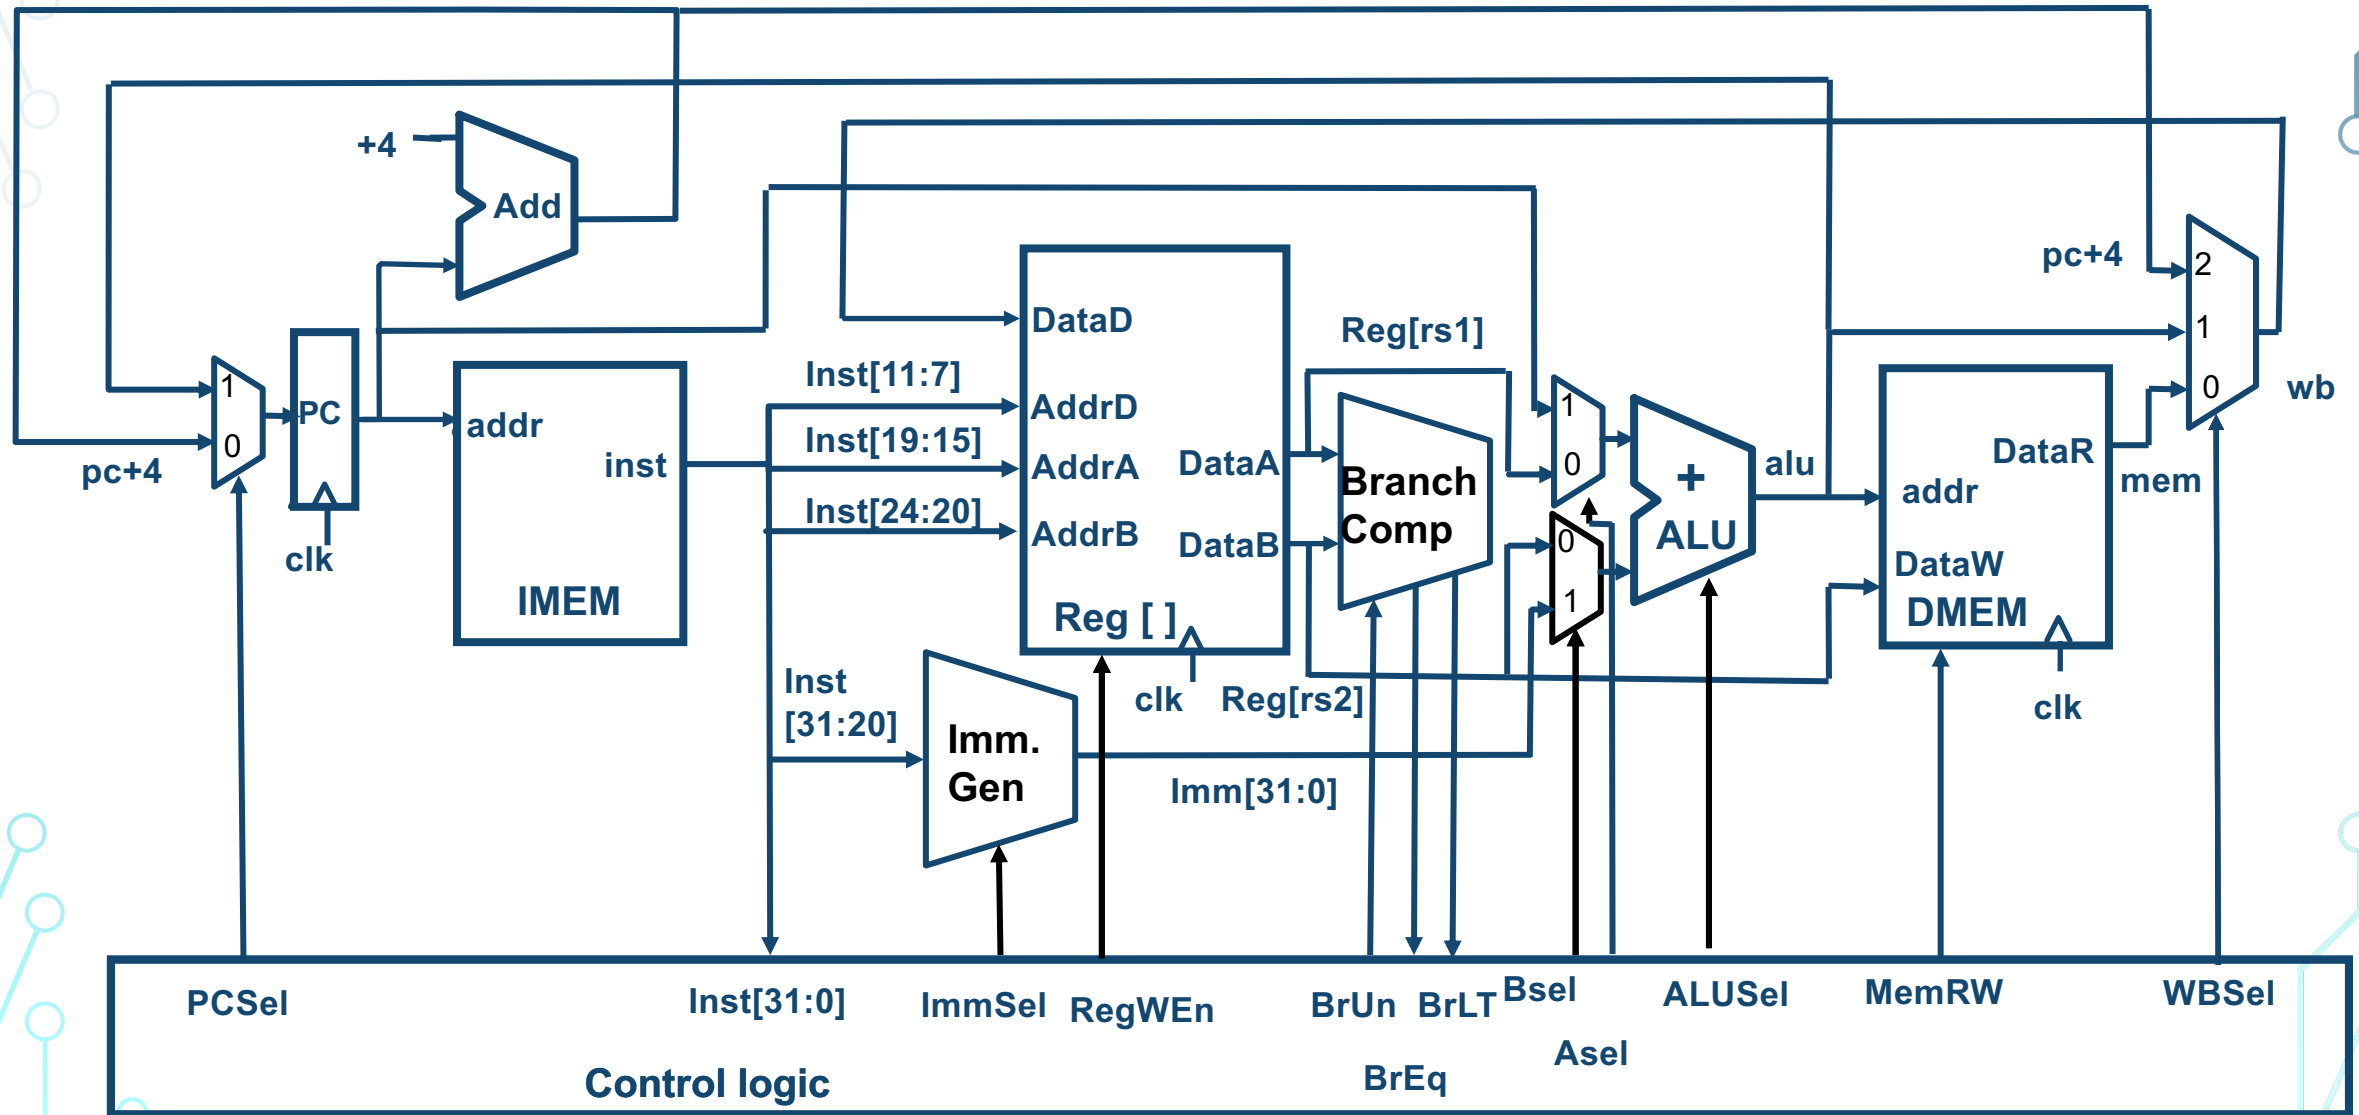 +4
Add
pc+4
2
1
0
wb
DataD
Reg[rs1]
Inst[11:7]
1
0
pc+4
PC
clk
addr
inst
IMEM
AddrD
Inst[19:15]
AddrA
Inst[24:20]
AddrB
DataA
DataB
Reg [ ]
clk
Branch
Comp
1
0
0
1
+
ALU
alu
DataR
addr
DataW
DMEM
clk
mem
Inst
[31:20]
Imm.
Gen
Reg[rs2]
Imm[31:0]
PCSel
Inst[31:0]
ImmSel
RegWEn
BrUn
BrLT
Bsel
ALUSel
MemRW
WBSel
Asel
BrEq
Control logic